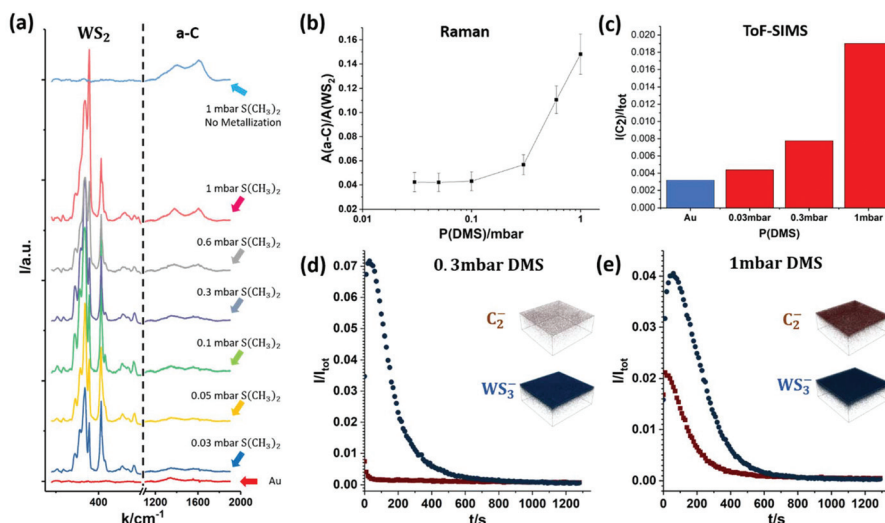 (a)
WS₂
a-C
1 mbar S(CH₃)₂
No Metallization
1 mbar S(CH₃)₂
0.6 mbar S(CH₃)₂
0.3 mbar S(CH₃)₂
0.1 mbar S(CH₃)₂
0.05 mbar S(CH₃)₂
0.03 mbar S(CH₃)₂
Au
I/a.u.
400 1200 1600 2000
k/cm⁻¹
(b)
Raman
A(a-C)/A(WS₂)
0.16
0.14
0.12
0.10
0.08
0.06
0.04
0.02
0.01 0.1 1
P(DMS)/mbar
(c)
ToF-SIMS
I(C₂)/Iₜₒₜ
0.020
0.018
0.016
0.014
0.012
0.010
0.008
0.006
0.004
0.002
0.000
Au 0.03mbar 0.3mbar 1mbar
P(DMS)
(d)
0.3mbar DMS
I/Iₜₒₜ
0.07
0.06
0.05
0.04
0.03
0.02
0.01
0.00
C₂⁻
WS₃⁻
0 200 400 600 800 1000 1200
t/s
(e)
1mbar DMS
I/Iₜₒₜ
0.04
0.03
0.02
0.01
0.00
C₂⁻
WS₃⁻
0 200 400 600 800 1000 1200
t/s